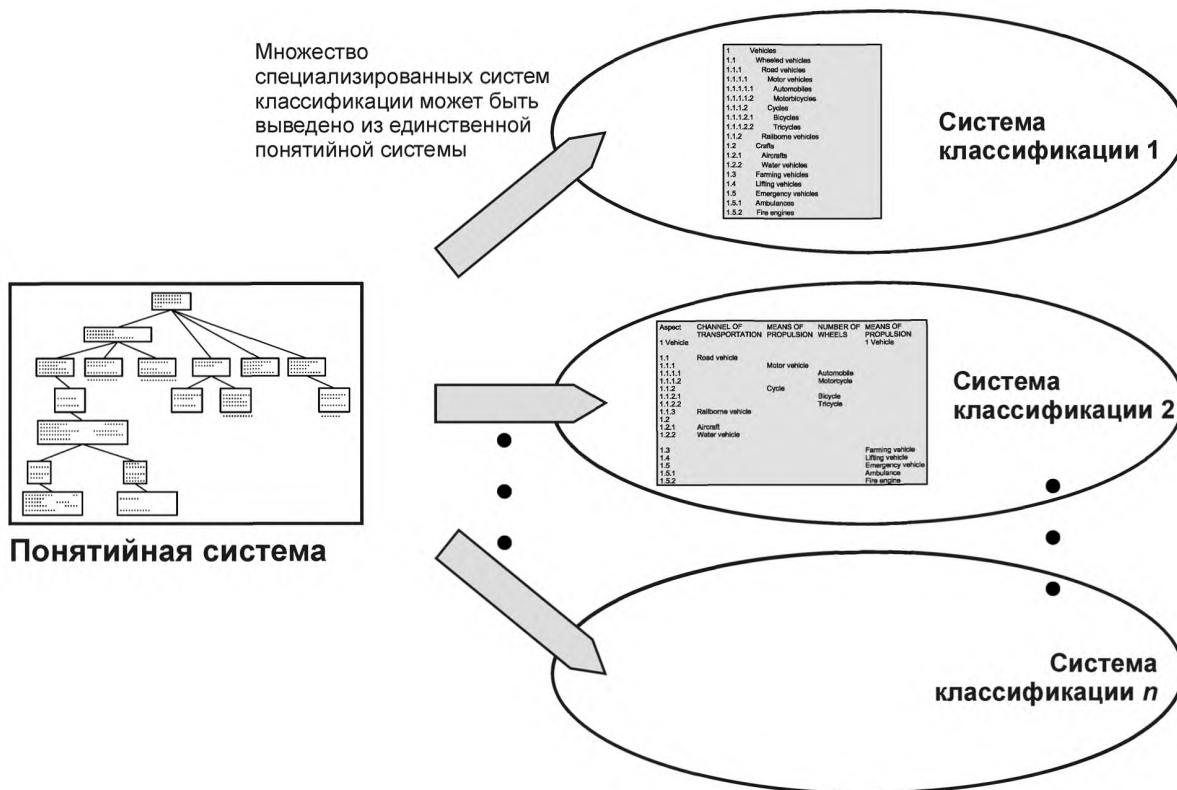 Множество
специализированных систем
классификации может быть
выведено из единственной
понятийной системы
1 Vehicles
1.1 Wheeled vehicles
1.1.1 Road vehicles
1.1.1.1 Motor vehicles
1.1.1.1.1 Automobiles
1.1.1.1.2 Motorbicycles
1.1.1.2 Cycles
1.1.1.2.1 Bicycles
1.1.1.2.2 Tricycles
1.1.2 Railborne vehicles
1.2 Crafts
1.2.1 Aircrafts
1.2.2 Water vehicles
1.3 Farming vehicles
1.4 Lifting vehicles
1.5 Emergency vehicles
1.5.1 Ambulances
1.5.2 Fire engines
Система
классификации 1
Aspect CHANNEL OF MEANS OF NUMBER OF MEANS OF
TRANSPORTATION PROPULSION WHEELS PROPULSION
1 Vehicle 1 Vehicle
1.1 Road vehicle
1.1.1 Motor vehicle
1.1.1.1 Automobile
1.1.1.2 Motorcycle
1.1.2 Cycle
1.1.2.1 Bicycle
1.1.2.2 Tricycle
1.1.3 Railborne vehicle
1.2
1.2.1 Aircraft
1.2.2 Water vehicle
1.3 Farming vehicle
1.4 Lifting vehicle
1.5 Emergency vehicle
1.5.1 Ambulance
1.5.2 Fire engine
Система
классификации 2
Понятийная система
Система
классификации n